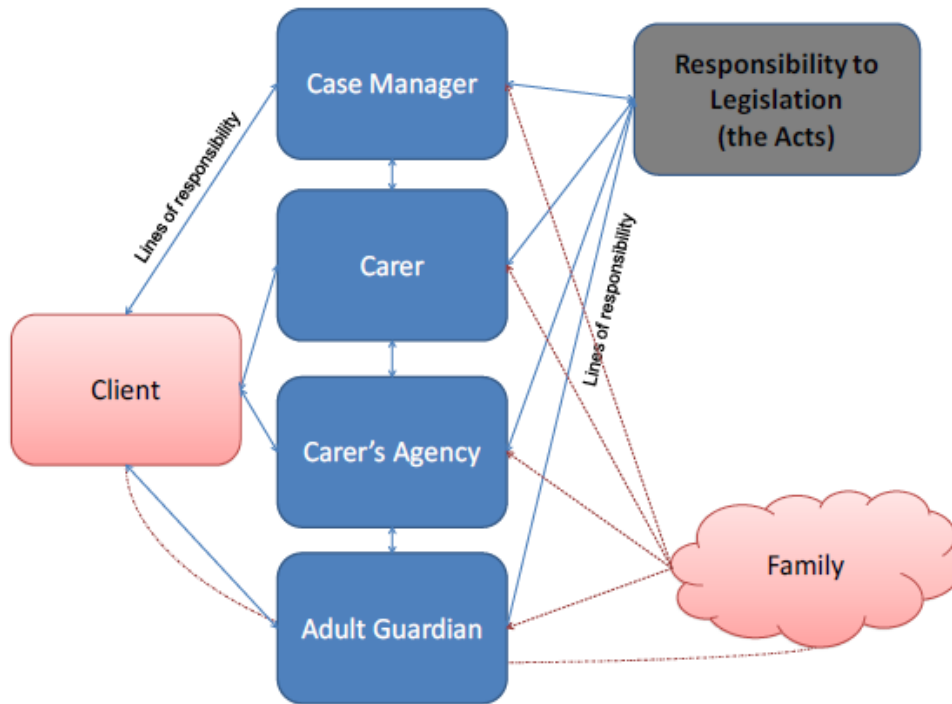 Case Manager
Responsibility to
Legislation
(the Acts)
Lines of responsibility
Carer
Lines of responsibility
Client
Carer’s Agency
Family
Adult Guardian